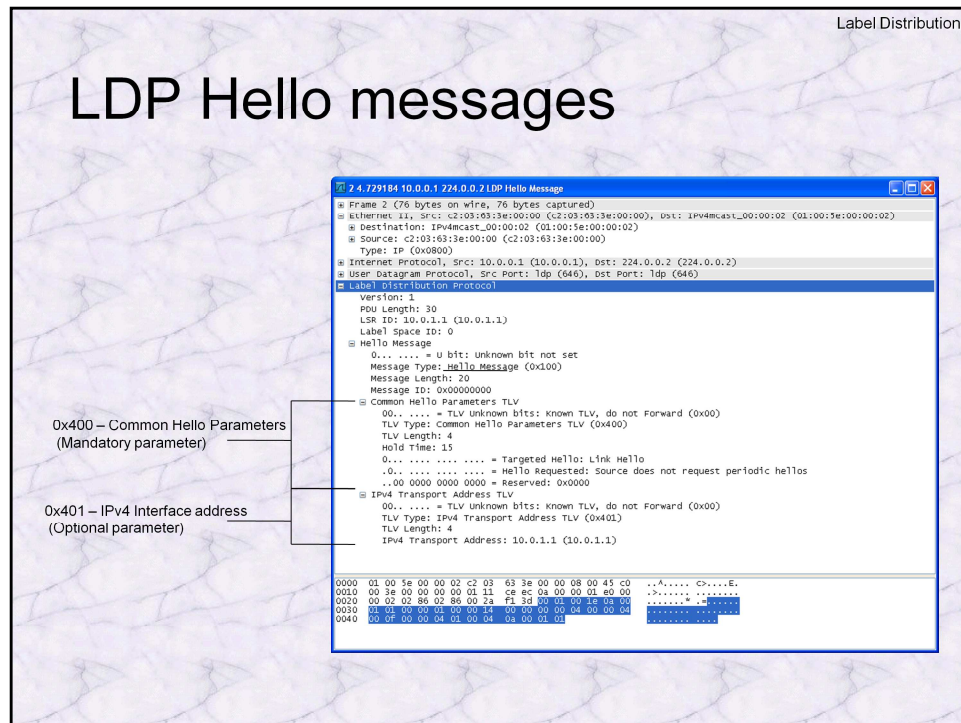 Label Distribution
LDP Hello messages
2 4.729184 10.0.0.1 224.0.0.2 LDP Hello Message
Frame 2 (76 bytes on wire, 76 bytes captured)
Ethernet II, Src: c2:03:63:3e:00:00 (c2:03:63:3e:00:00), Dst: IPv4mcast_00:00:02 (01:00:5e:00:00:02)
Destination: IPv4mcast_00:00:02 (01:00:5e:00:00:02)
Source: c2:03:63:3e:00:00 (c2:03:63:3e:00:00)
Type: IP (0x0800)
Internet Protocol, Src: 10.0.0.1 (10.0.0.1), Dst: 224.0.0.2 (224.0.0.2)
User Datagram Protocol, Src Port: ldp (646), Dst Port: ldp (646)
Label Distribution Protocol
Version: 1
PDU Length: 30
LSR ID: 10.0.1.1 (10.0.1.1)
Label Space ID: 0
Hello Message
0... .... = U bit: Unknown bit not set
Message Type: Hello Message (0x100)
Message Length: 20
Message ID: 0x00000000
Common Hello Parameters TLV
00.. .... = TLV Unknown bits: Known TLV, do not Forward (0x00)
TLV Type: Common Hello Parameters TLV (0x400)
TLV Length: 4
Hold Time: 15
0... .... .... .... = Targeted Hello: Link Hello
.0.. .... .... .... = Hello Requested: Source does not request periodic hellos
..00 0000 0000 0000 = Reserved: 0x0000
IPv4 Transport Address TLV
00.. .... = TLV Unknown bits: Known TLV, do not Forward (0x00)
TLV Type: IPv4 Transport Address TLV (0x401)
TLV Length: 4
IPv4 Transport Address: 10.0.1.1 (10.0.1.1)
0x400 – Common Hello Parameters
(Mandatory parameter)
0x401 – IPv4 Interface address
(Optional parameter)
0000 01 00 5e 00 00 02 c2 03 63 3e 00 00 08 00 45 c0 ..^..... c>....E.
0010 00 3e 00 00 00 00 01 11 ce ec 0a 00 00 01 e0 00 .>...... ........
0020 00 02 02 86 02 86 00 2a f1 3d 00 01 00 1e 0a 00 .......* .=......
0030 01 01 00 00 01 00 00 14 00 00 00 00 04 00 00 04 ........ ........
0040 00 0f 00 00 04 01 00 04 0a 00 01 01 ........ ....